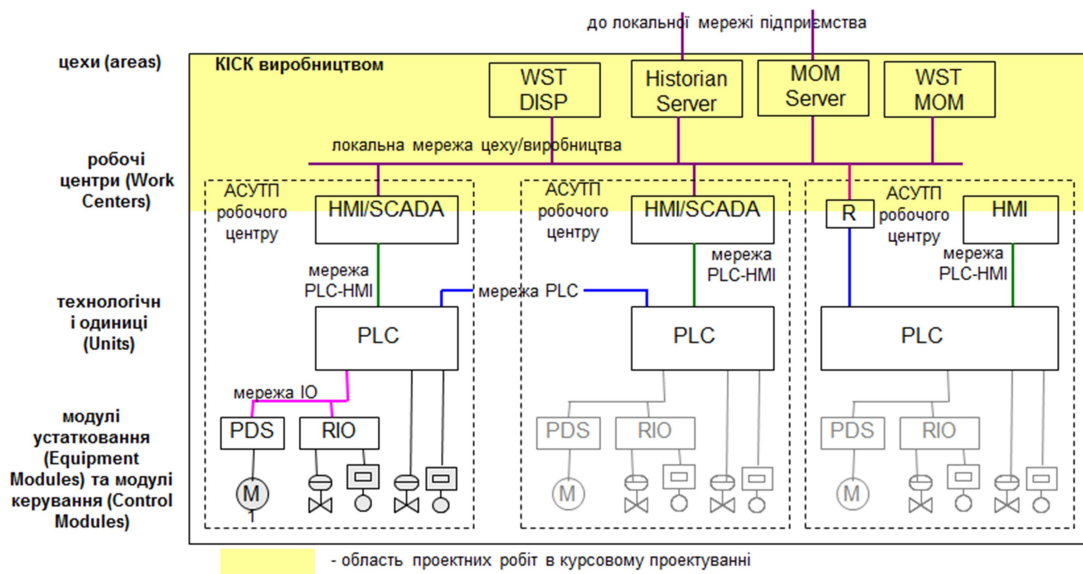 до локальної мережі підприємства
цехи (areas)
КІСК виробництвом
WST
DISP
Historian
Server
MOM
Server
WST
MOM
локальна мережа цеху/виробництва
робочі
центри (Work
Centers)
АСУТП
робочого
центру
HMI/SCADA
АСУТП
робочого
центру
HMI/SCADA
R
АСУТП
робочого
центру
HMI
мережа
PLC-HMI
мережа
PLC-HMI
мережа
PLC-HMI
технологічн
і одиниці
(Units)
мережа PLC
PLC
PLC
PLC
мережа IO
модулі
устатковання
(Equipment
Modules) та модулі
керування (Control
Modules)
PDS
RIO
PDS
RIO
PDS
RIO
M
1
M
M
- область проектних робіт в курсовому проектуванні